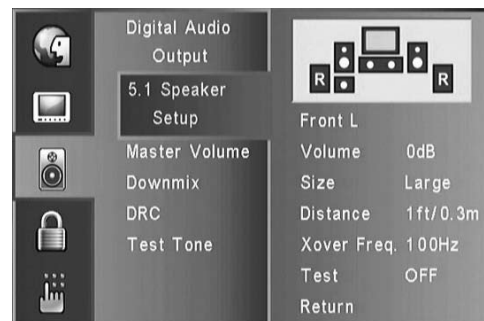 Digital Audio
Output
5.1 Speaker
Setup
Master Volume
Downmix
DRC
Test Tone
R
R
Front L
Volume 0dB
Size Large
Distance 1ft/0.3m
Xover Freq. 100Hz
Test OFF
Return